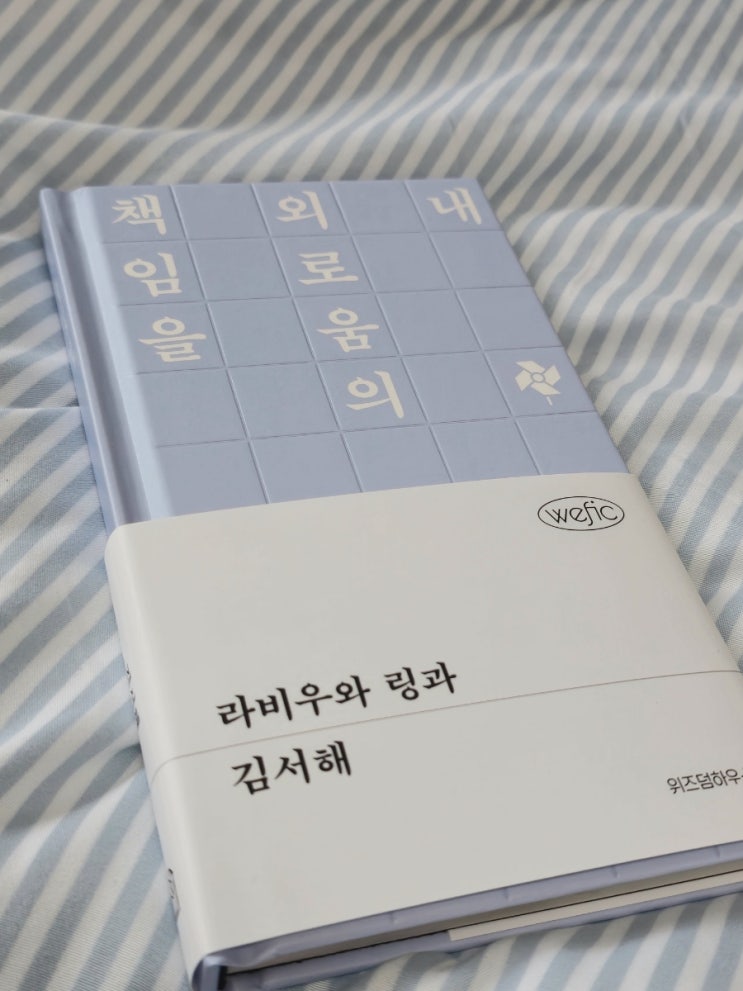 내
외로움의
책임을
wefic
라비우와 링과
김서해
위즈덤하우